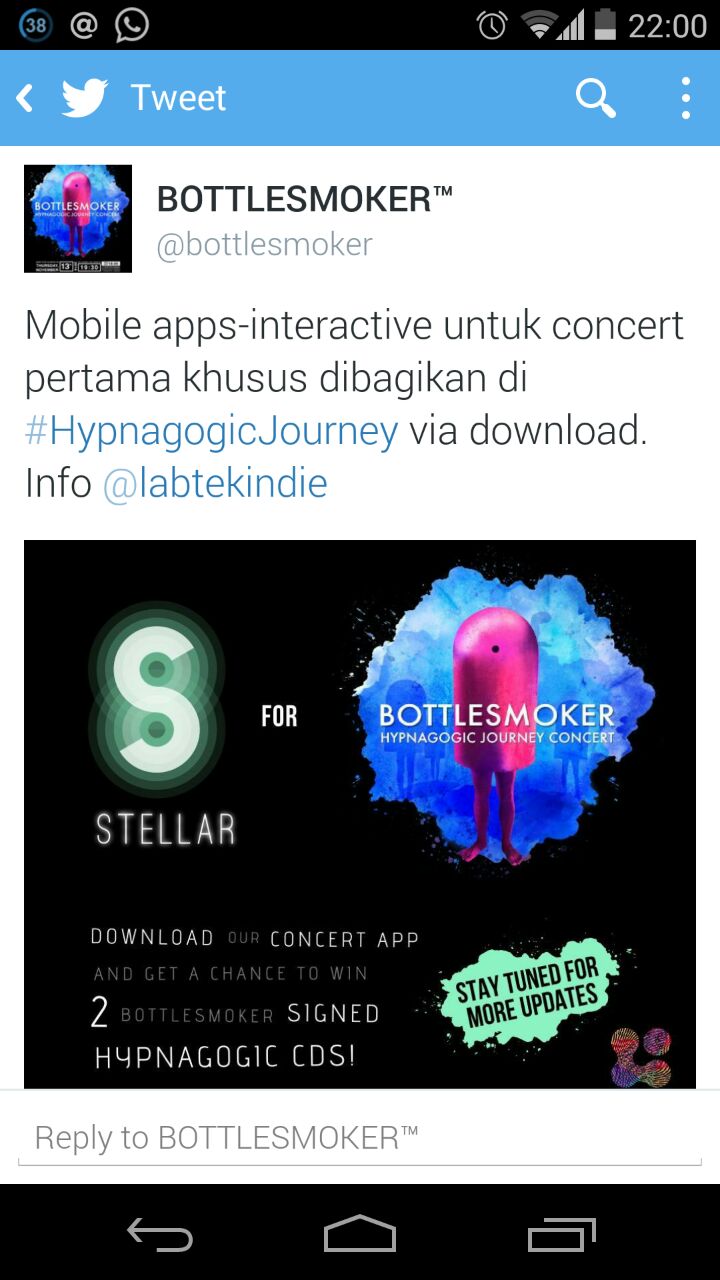 38 @ 22:00
Tweet
BOTTLESMOKER
HYPNAGOGIC JOURNEY CONCERT
THURSDAY
NOVEMBER 13 19:30
BOTTLESMOKER™
@bottlesmoker
Mobile apps-interactive untuk concert
pertama khusus dibagikan di
#HypnagogicJourney via download.
Info @labtekindie
S
STELLAR
FOR
BOTTLESMOKER
HYPNAGOGIC JOURNEY CONCERT
DOWNLOAD OUR CONCERT APP
AND GET A CHANCE TO WIN
2 BOTTLESMOKER SIGNED
HYPNAGOGIC CDS!
STAY TUNED FOR
MORE UPDATES
Reply to BOTTLESMOKER™